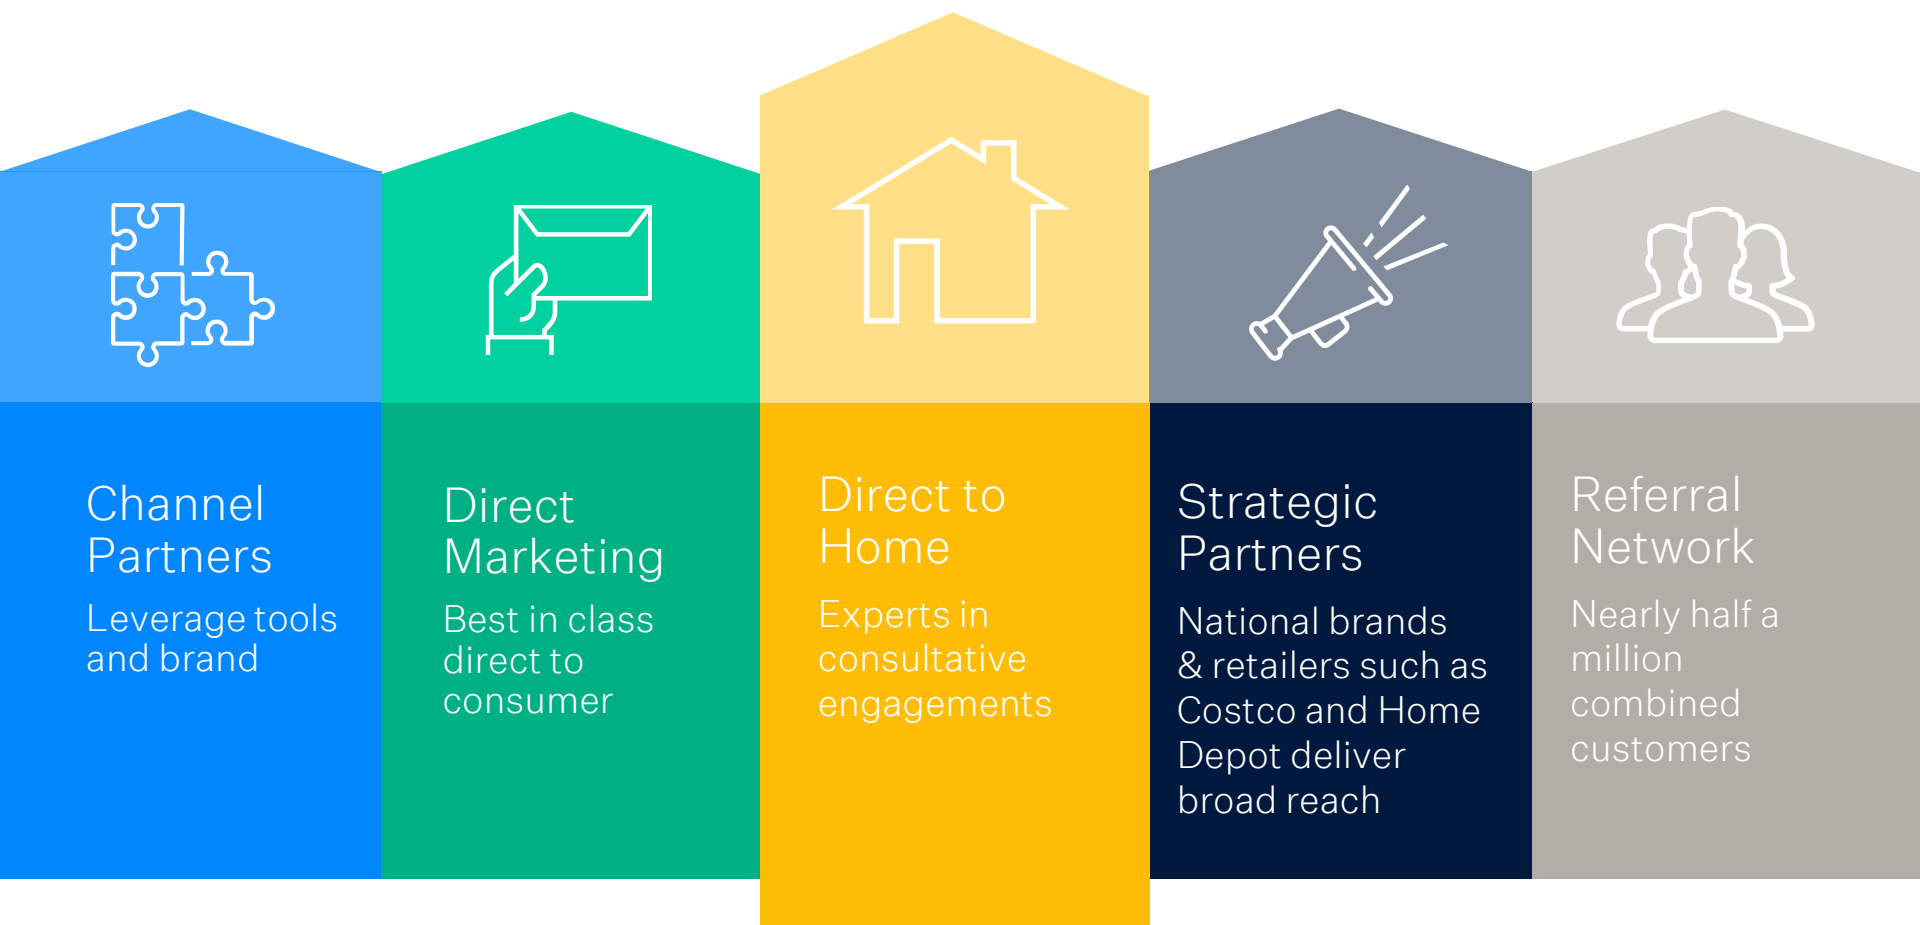 Channel
Partners
Leverage tools
and brand
Direct
Marketing
Best in class
direct to
consumer
Direct to
Home
Experts in
consultative
engagements
Strategic
Partners
National brands
& retailers such as
Costco and Home
Depot deliver
broad reach
Referral
Network
Nearly half a
million
combined
customers